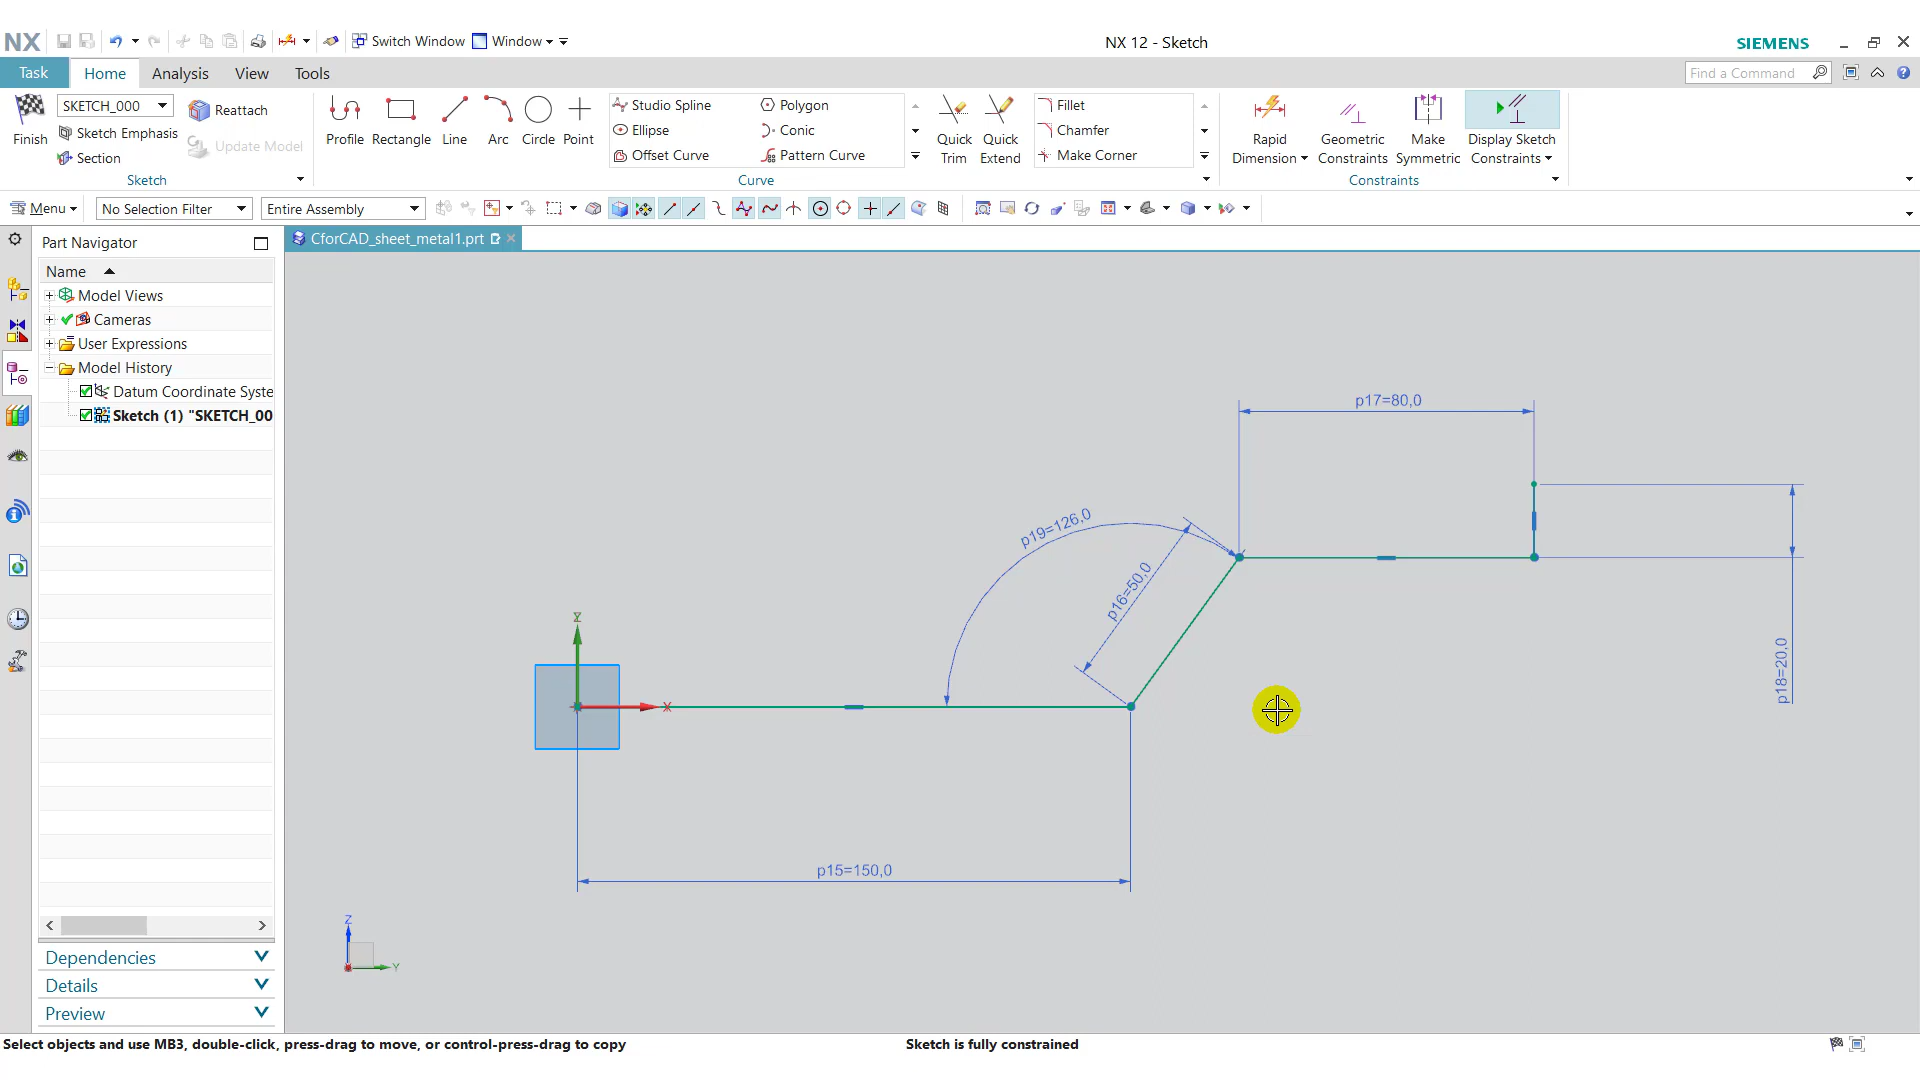 NX
Switch Window
Window
NX 12 - Sketch
SIEMENS
Task
Home
Analysis
View
Tools
Find a Command
Finish
SKETCH_000
Sketch Emphasis
Section
Reattach
Update Model
Sketch
Profile
Rectangle
Line
Arc
Circle
Point
Studio Spline
Ellipse
Offset Curve
Polygon
Conic
Pattern Curve
Curve
Quick
Trim
Quick
Extend
Fillet
Chamfer
Make Corner
Rapid
Dimension
Geometric
Constraints
Make
Symmetric
Display Sketch
Constraints
Constraints
Menu
No Selection Filter
Entire Assembly
Part Navigator
CforCAD_sheet_metal1.prt
Name
Model Views
Cameras
User Expressions
Model History
Datum Coordinate Syste
Sketch (1) "SKETCH_00
p17=80,0
p19=126,0
p16=50,0
p18=20,0
Y
X
p15=150,0
Z
Y
Dependencies
Details
Preview
Select objects and use MB3, double-click, press-drag to move, or control-press-drag to copy
Sketch is fully constrained